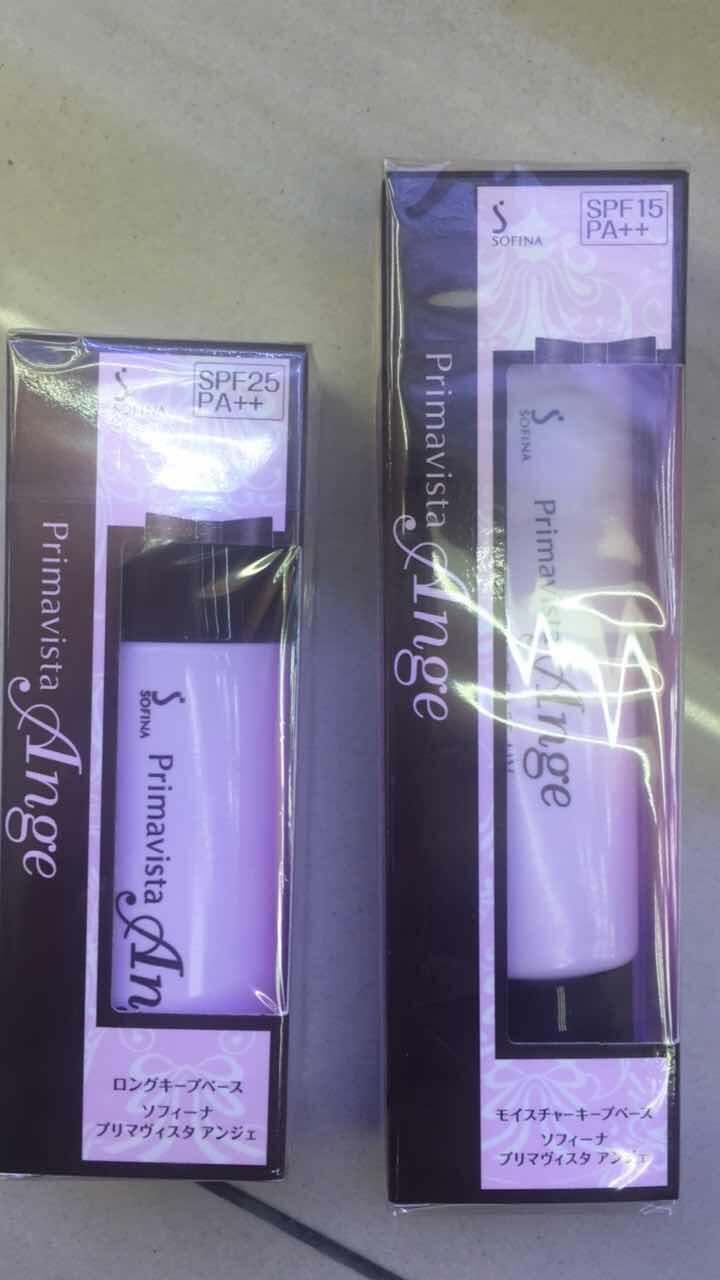 SOFINA
SPF25
PA++
Primavista
Ange
SOFINA
Primavista
An
ロングキープベース
ソフィーナ
プリマヴィスタ アンジェ
SOFINA
SPF15
PA++
Primavista
Ange
SOFINA
Primavista
Ange
UV
モイスチャーキープベース
ソフィーナ
プリマヴィスタ アンジェ